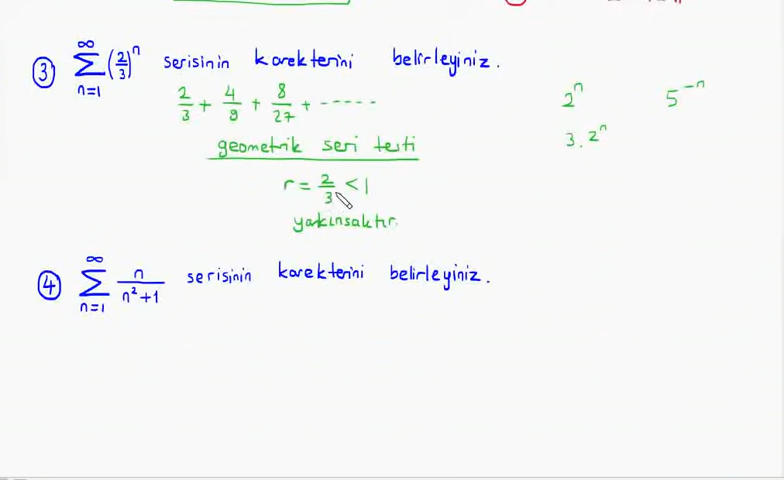 ③ ∞∑n=1 (2/3)^n serisinin karekterini belirleyiniz.
2/3 + 4/9 + 8/27 + ------
2^n 5^-n
3.2^n
geometrik seri testi
r = 2/3 < 1
yakınsaktır.
④ ∞∑n=1 n/(n²+1) serisinin karekterini belirleyiniz.